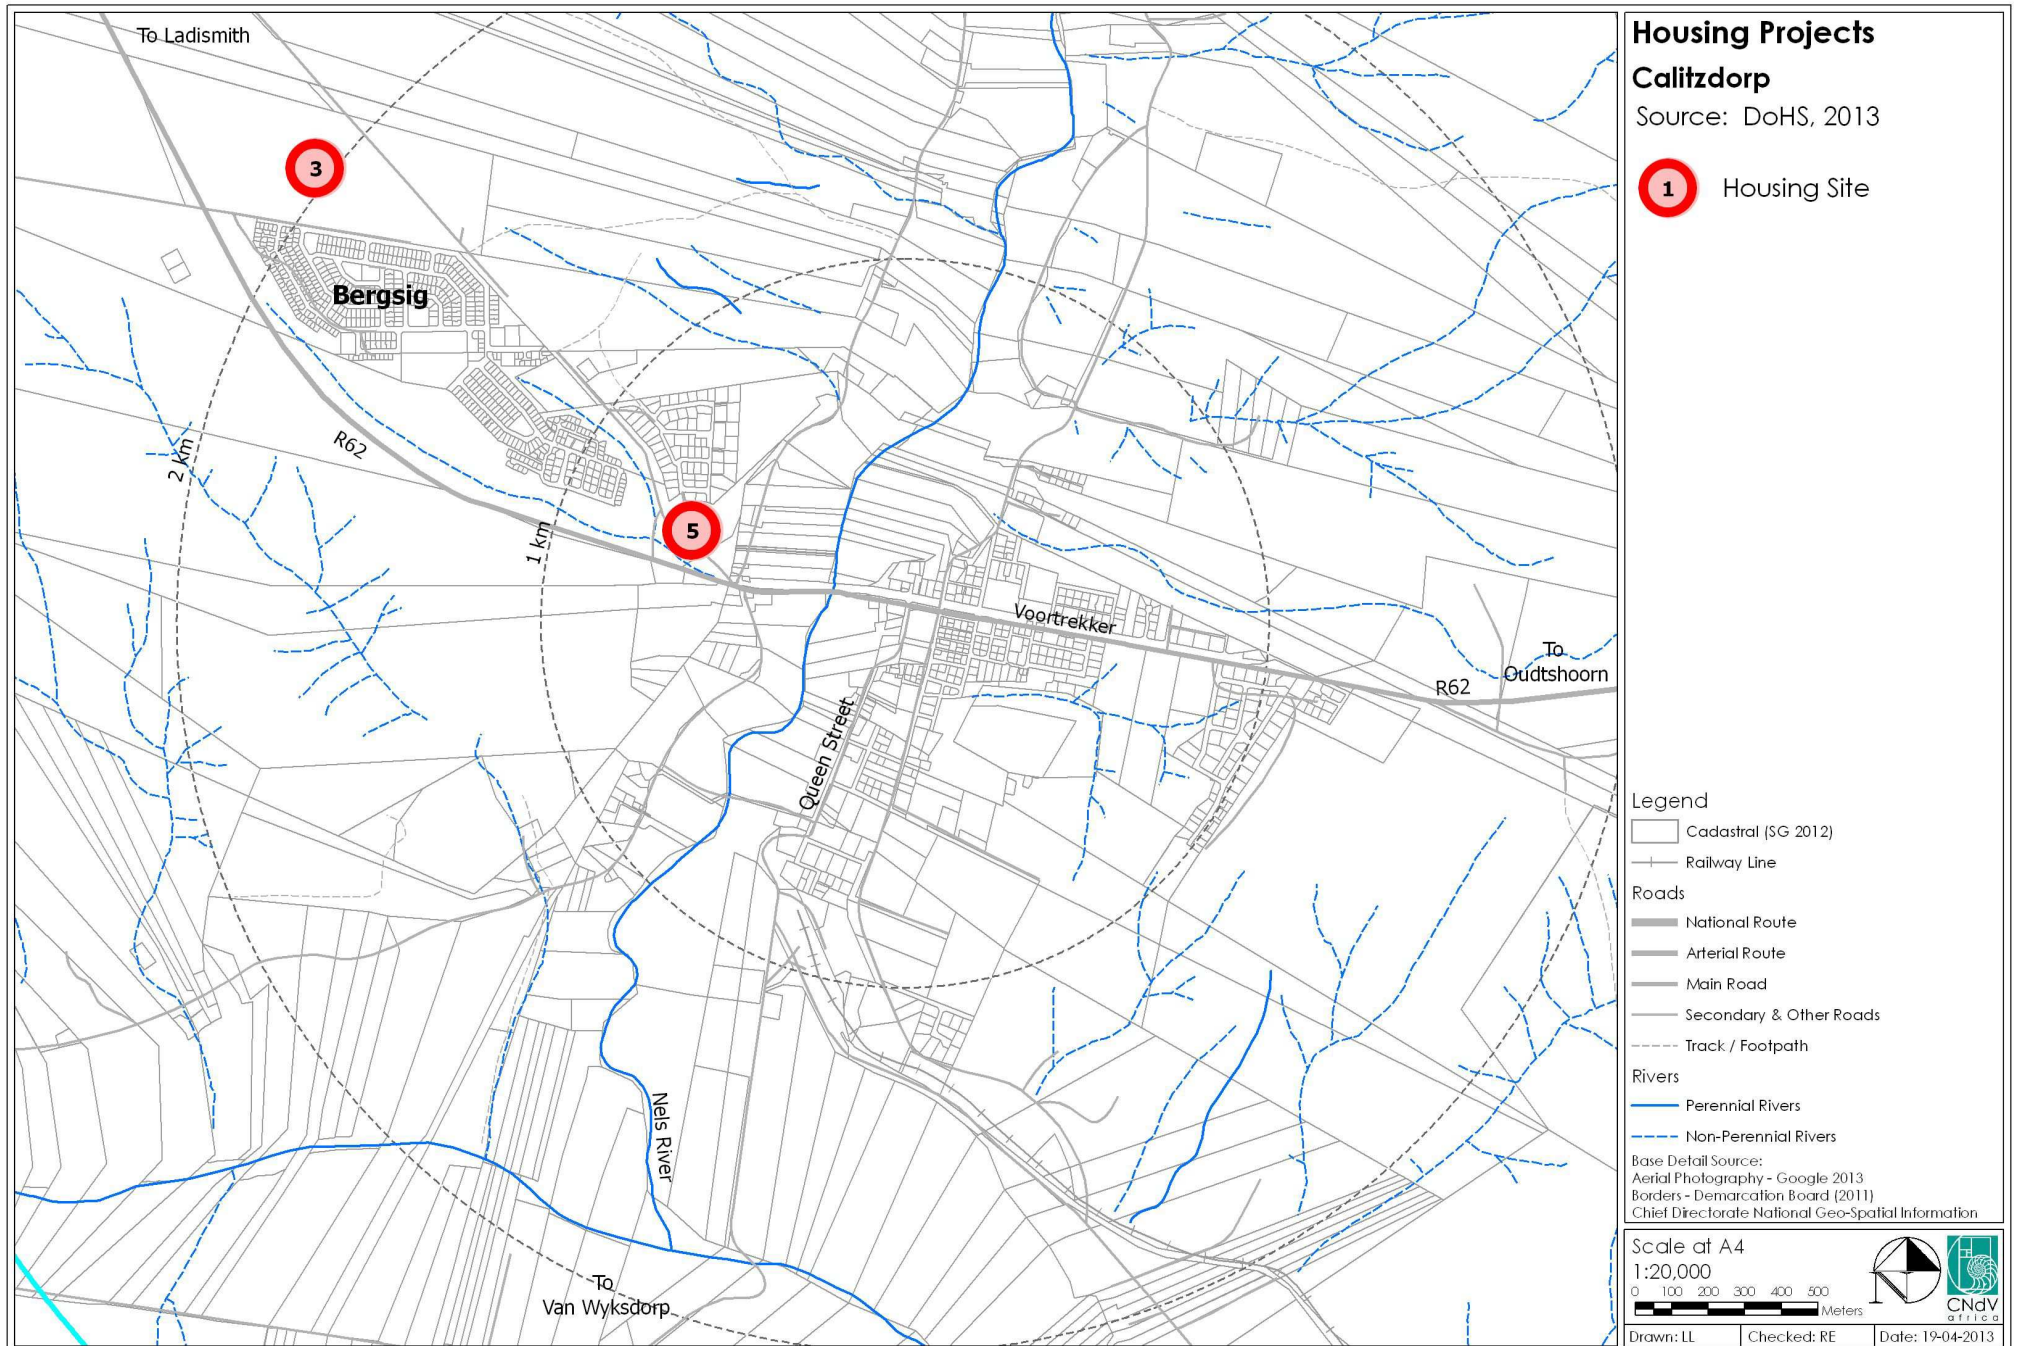 Housing Projects
Calitzdorp
Source: DoHS, 2013
1 Housing Site
To Ladismith
3
Bergsig
R62
2 km
1 km
5
Voortrekker
To
Oudtshoorn
R62
Queen Street
Nels River
To
Van Wyksdorp
Legend
Cadastral (SG 2012)
Railway Line
Roads
National Route
Arterial Route
Main Road
Secondary & Other Roads
Track / Footpath
Rivers
Perennial Rivers
Non-Perennial Rivers
Base Detail Source:
Aerial Photography - Google 2013
Borders - Demarcation Board (2011)
Chief Directorate National Geo-Spatial Information
Scale at A4
1:20,000
0 100 200 300 400 500
Meters
CNdV
africa
Drawn: LL
Checked: RE
Date: 19-04-2013